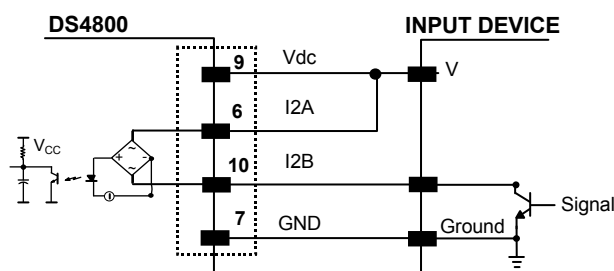 DS4800
INPUT DEVICE
9
Vdc
V
6
I2A
VCC
10
I2B
Signal
7
GND
Ground